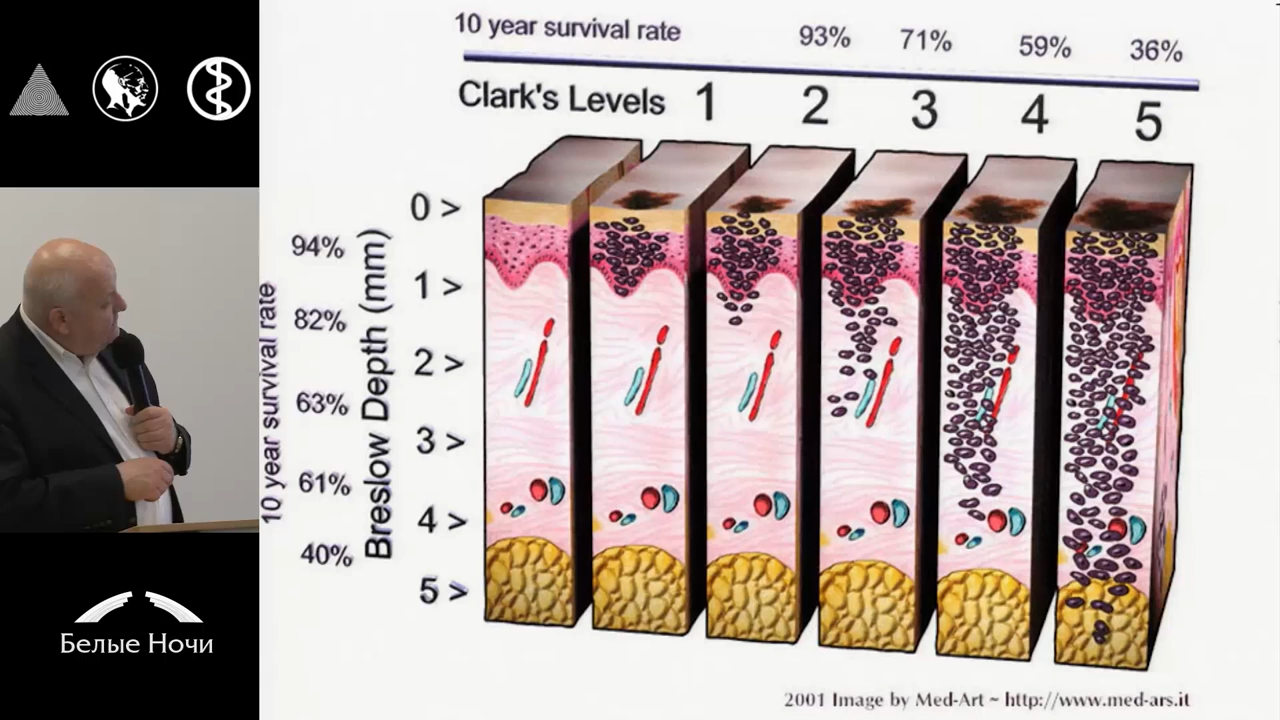 10 year survival rate 93% 71% 59% 36%
Clark's Levels 1 2 3 4 5
0 >
94%
1 >
82%
2 >
63%
3 >
61%
4 >
40%
5 >
10 year survival rate
Breslow Depth (mm)
Белые Ночи
2001 Image by Med-Art ~ http://www.med-ars.it